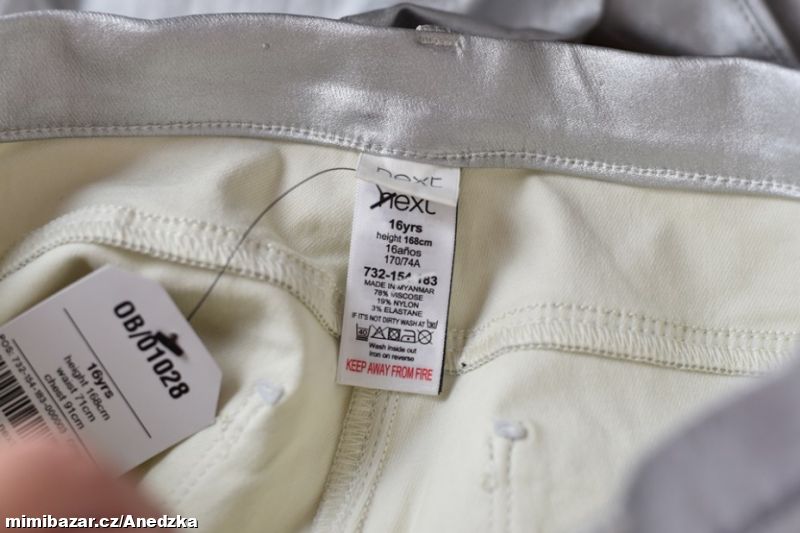 next
next
16yrs
height 168cm
16años
170/74A
732-154-183
MADE IN MYANMAR
78% VISCOSE
19% NYLON
3% ELASTANE
IF IT'S NOT DIRTY WASH AT 30°
40
Wash inside out
iron on reverse
KEEP AWAY FROM FIRE
OB/01028
16yrs
height 168cm
waist 71cm
chest 91cm
mimibazar.cz/Anedzka